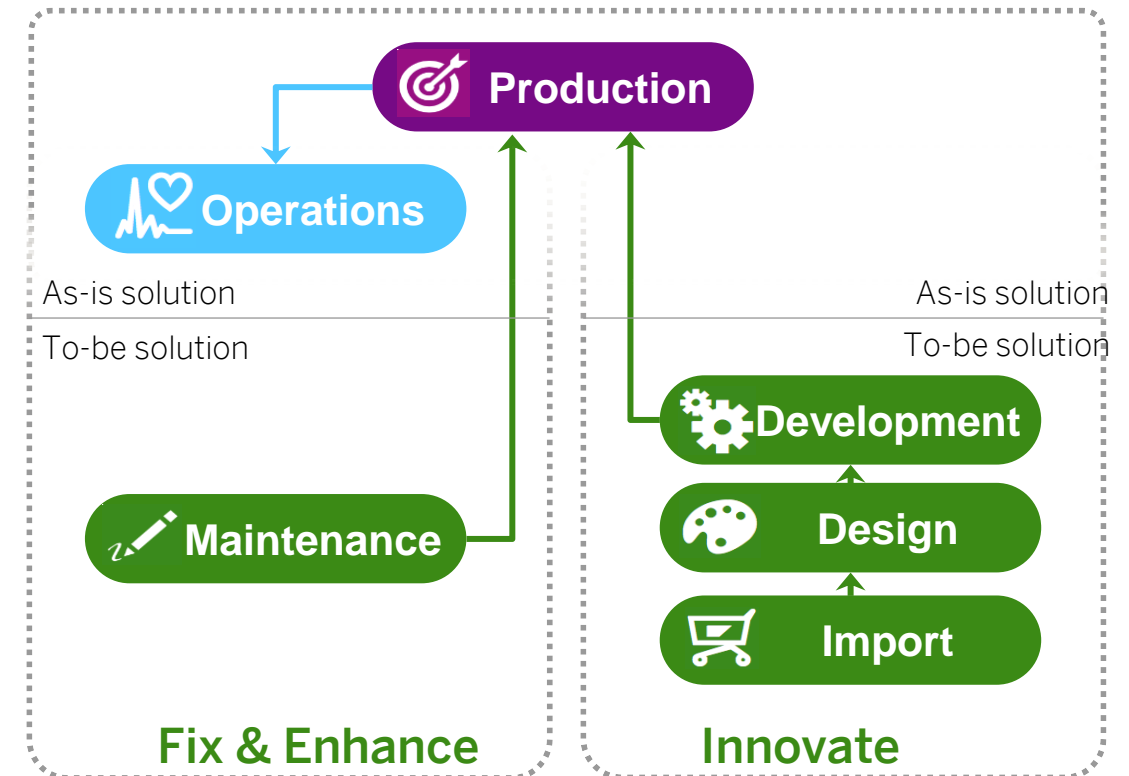 Production
Operations
As-is solution
As-is solution
To-be solution
To-be solution
Development
Maintenance
Design
Import
Fix & Enhance
Innovate